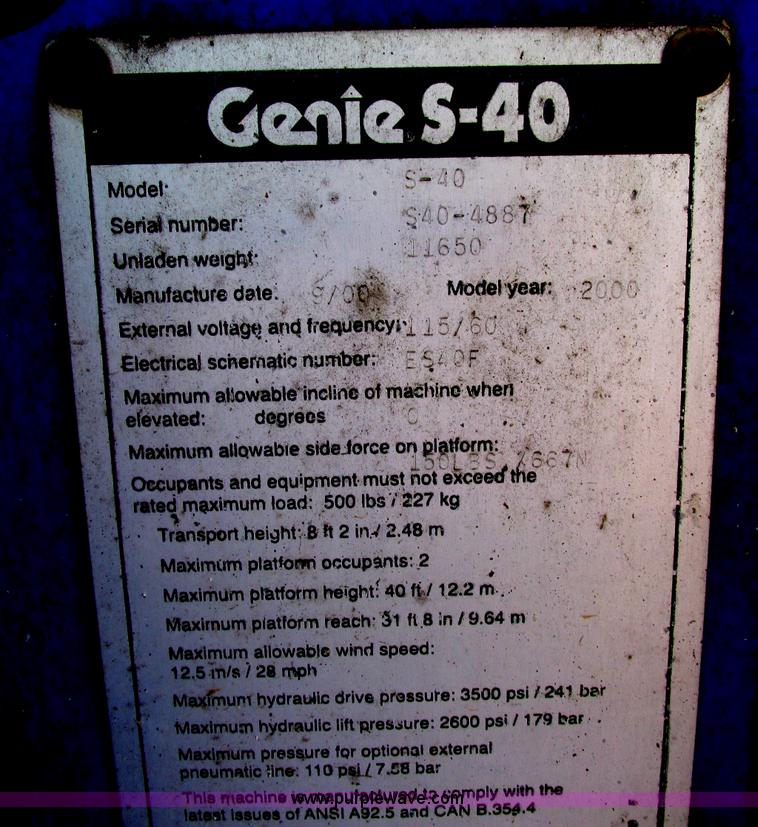 Genie S-40
Model: S-40
Serial number: S40-4887
Unladen weight: 11650
Manufacture date: 9/00 Model year: 2000
External voltage and frequency: 115/60
Electrical schematic number: ES40F
Maximum allowable incline of machine when
elevated: degrees 0
Maximum allowable side force on platform:
150LBS /667N
Occupants and equipment must not exceed the
rated maximum load: 500 lbs / 227 kg
Transport height: 8 ft 2 in / 2.48 m
Maximum platform occupants: 2
Maximum platform height: 40 ft / 12.2 m
Maximum platform reach: 31 ft 8 in / 9.64 m
Maximum allowable wind speed:
12.5 m/s / 28 mph
Maximum hydraulic drive pressure: 3500 psi / 241 bar
Maximum hydraulic lift pressure: 2600 psi / 179 bar
Maximum pressure for optional external
pneumatic line: 110 psi / 7.58 bar
This machine is manufactured to comply with the
www.purplewave.com
latest issues of ANSI A92.5 and CAN B.354.4